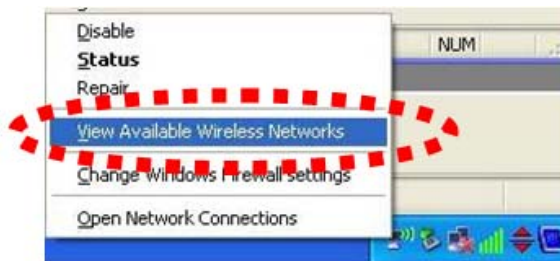 Disable
Status
Repair
View Available Wireless Networks
Change Windows Firewall settings
Open Network Connections
NUM